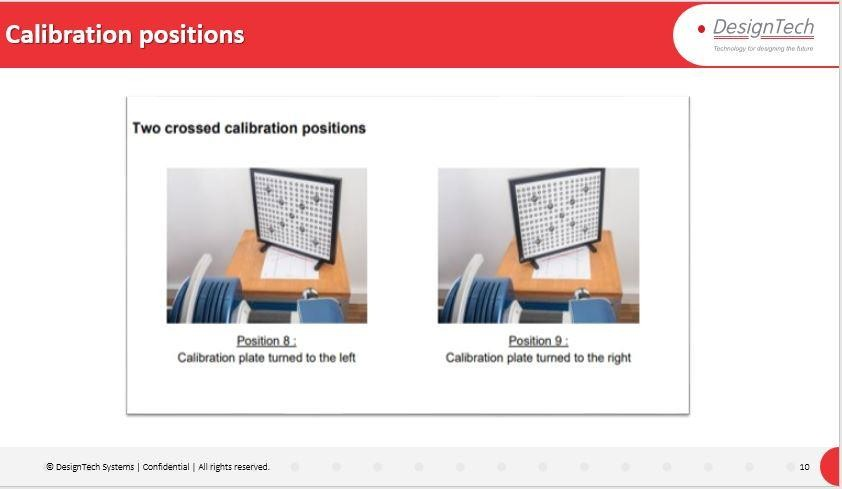 Calibration positions
DesignTech
Technology for designing the future
Two crossed calibration positions
Position 8 :
Calibration plate turned to the left
Position 9 :
Calibration plate turned to the right
© DesignTech Systems | Confidential | All rights reserved.
10